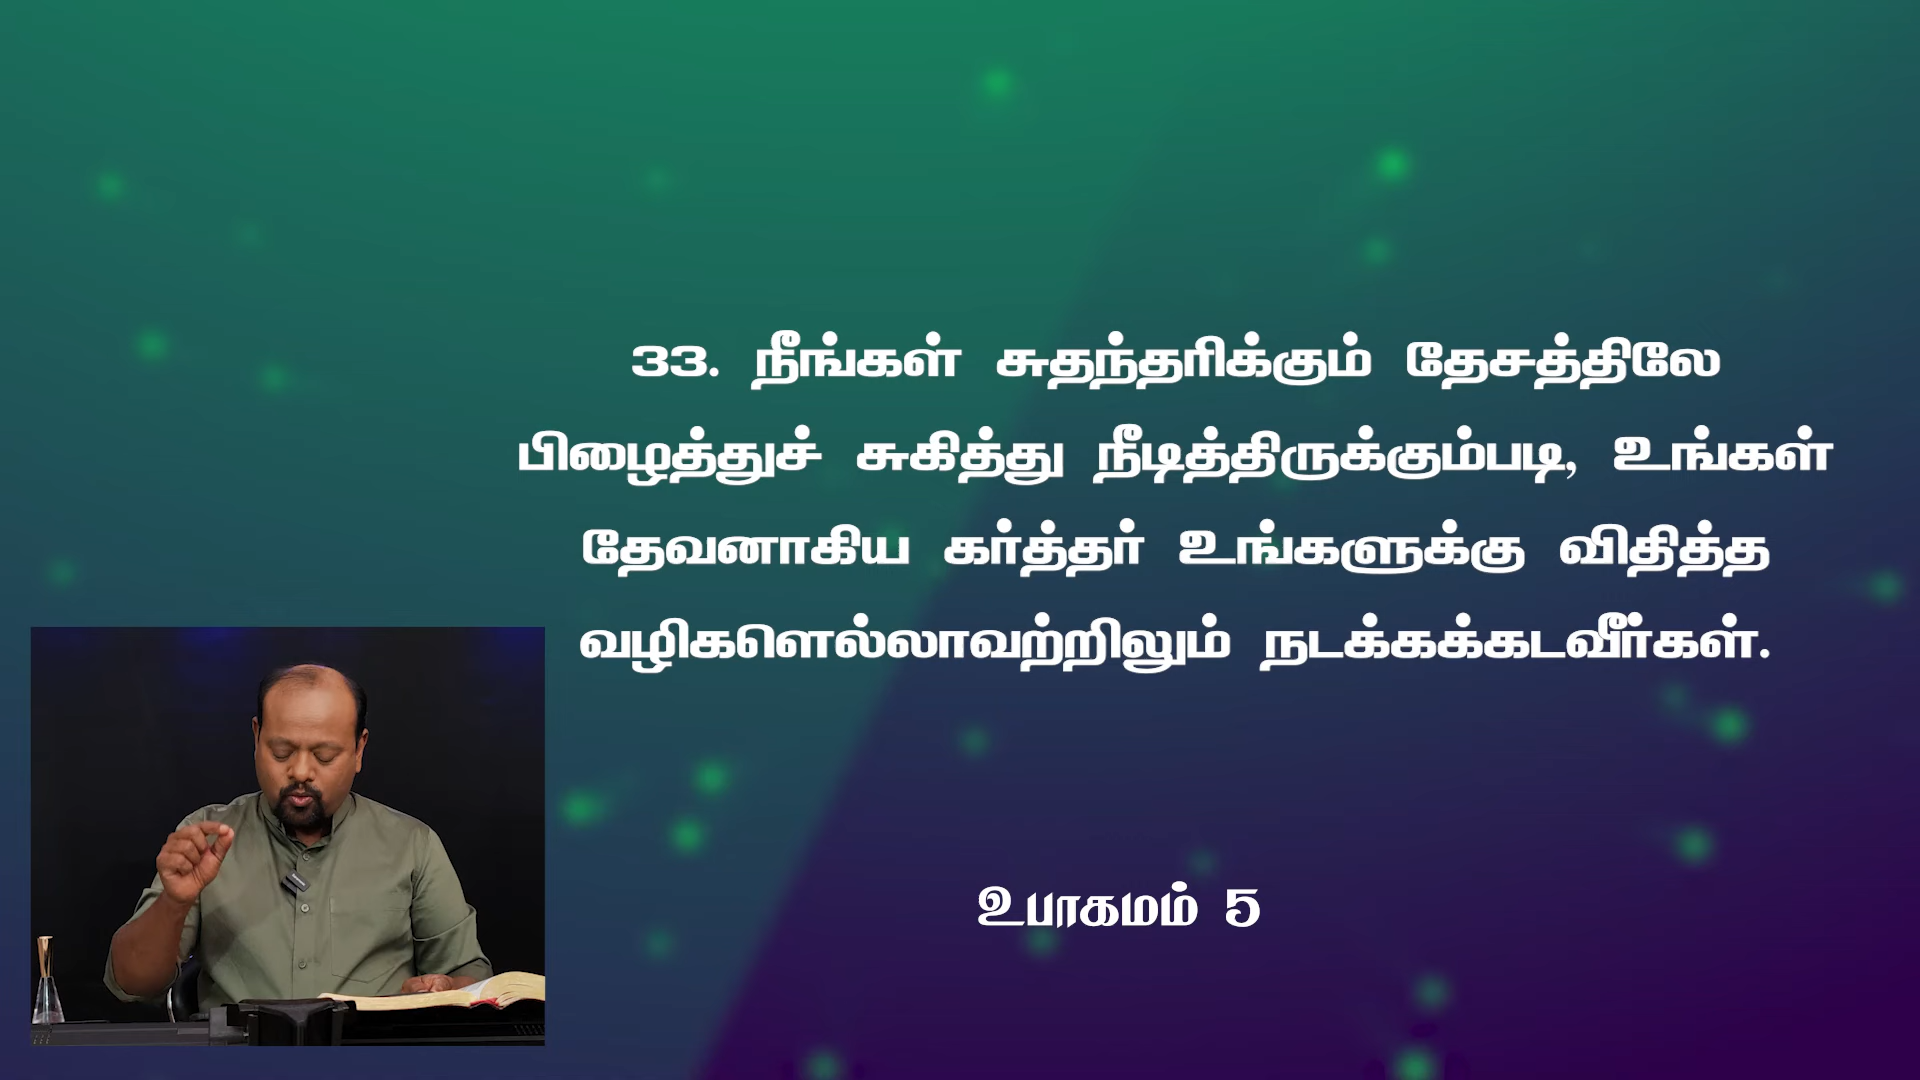 33. நீங்கள் சுதந்தரிக்கும் தேசத்திலே
பிழைத்துச் சுகித்து நீடித்திருக்கும்படி, உங்கள்
தேவனாகிய கர்த்தர் உங்களுக்கு விதித்த
வழிகளெல்லாவற்றிலும் நடக்கக்கடவீர்கள்.
உபாகமம் 5